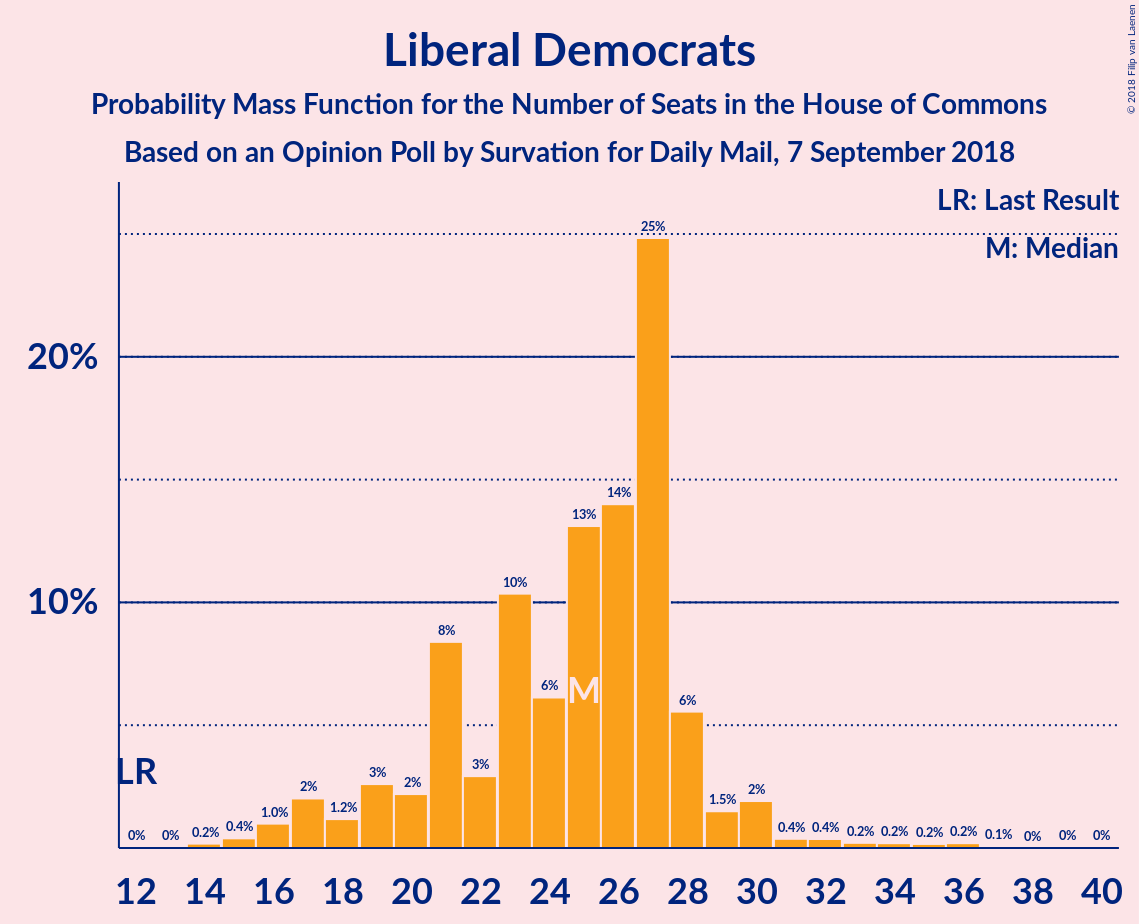 Liberal Democrats
Probability Mass Function for the Number of Seats in the House of Commons
Based on an Opinion Poll by Survation for Daily Mail, 7 September 2018
© 2018 Filip van Laenen
LR: Last Result
M: Median
20%
10%
LR
M
0% 0% 0.2% 0.4% 1.0% 2% 1.2% 3% 2% 8% 3% 10% 6% 13% 14% 25% 6% 1.5% 2% 0.4% 0.4% 0.2% 0.2% 0.2% 0.2% 0.1% 0% 0% 0%
12 14 16 18 20 22 24 26 28 30 32 34 36 38 40